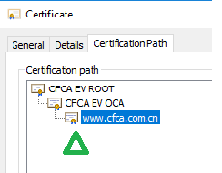 Certificate
General Details Certification Path
Certification path
CFCA EV ROOT
CFCA EV OCA
www.cfca.com.cn